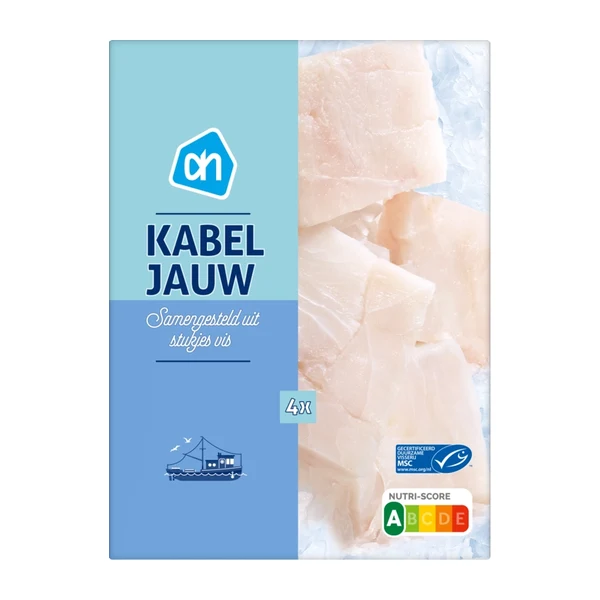 ah
KABEL
JAUW
Samengesteld uit
stukjes vis
4x
GECERTIFICEERD
DUURZAME
VISSERIJ
MSC
www.msc.org/nl
NUTRI-SCORE
A B C D E